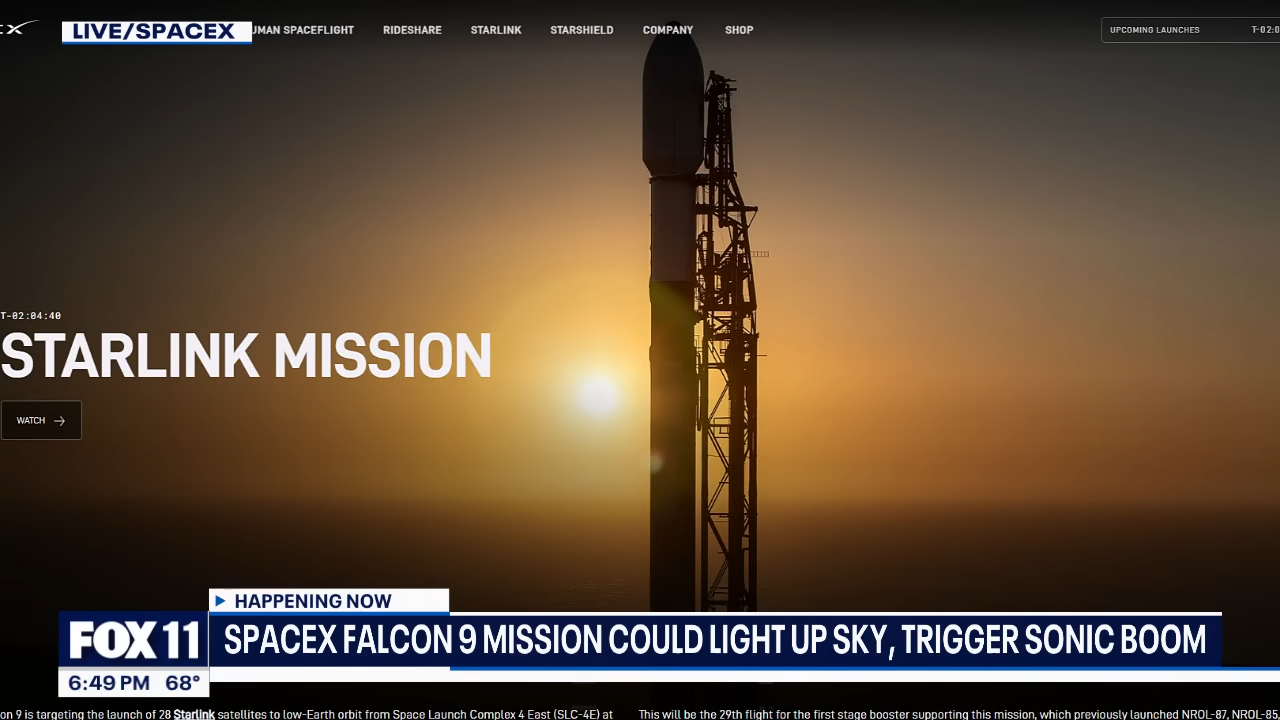 X
LIVE/SPACEX
UMAN SPACEFLIGHT RIDESHARE STARLINK STARSHIELD COMPANY SHOP
UPCOMING LAUNCHES T-02:0
T-02:04:40
STARLINK MISSION
WATCH →
HAPPENING NOW
FOX 11
SPACEX FALCON 9 MISSION COULD LIGHT UP SKY, TRIGGER SONIC BOOM
6:49 PM 68°
on 9 is targeting the launch of 28 Starlink satellites to low-Earth orbit from Space Launch Complex 4 East (SLC-4E) at
This will be the 29th flight for the first stage booster supporting this mission, which previously launched NROL-87, NROL-85